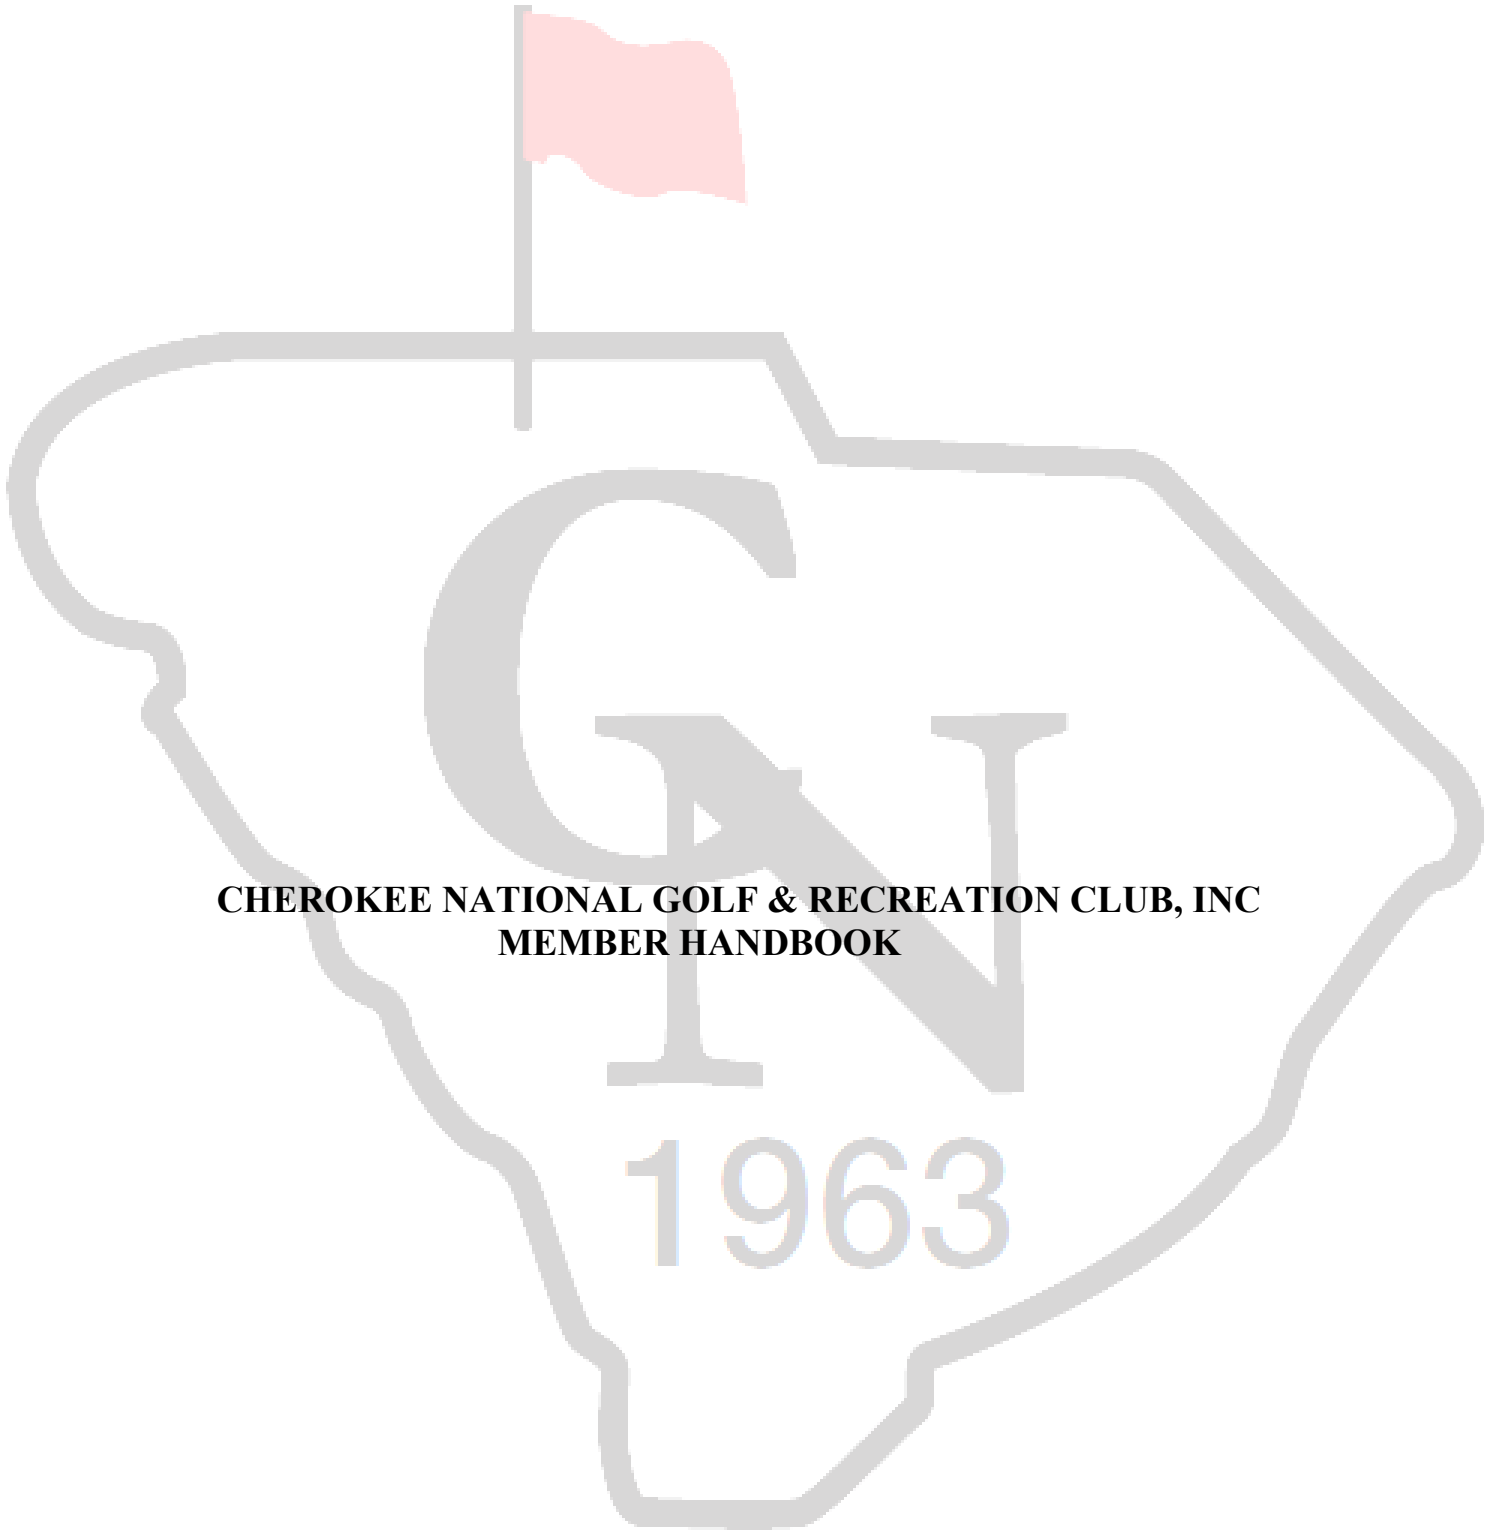 CN
CHEROKEE NATIONAL GOLF & RECREATION CLUB, INC
MEMBER HANDBOOK
1963